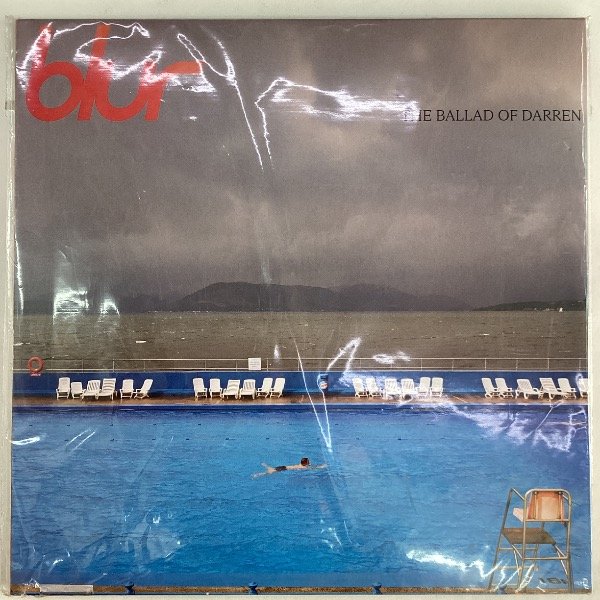 blur
THE BALLAD OF DARREN